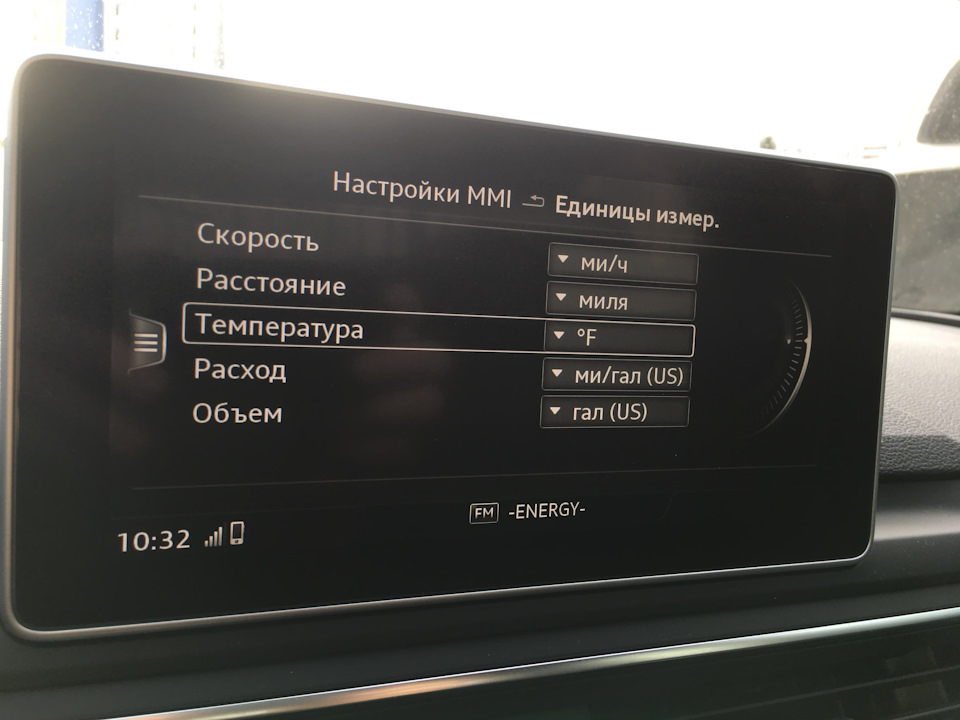 Настройки MMI Единицы измер.
Скорость ми/ч
Расстояние миля
Температура °F
Расход ми/гал (US)
Объем гал (US)
FM -ENERGY-
10:32